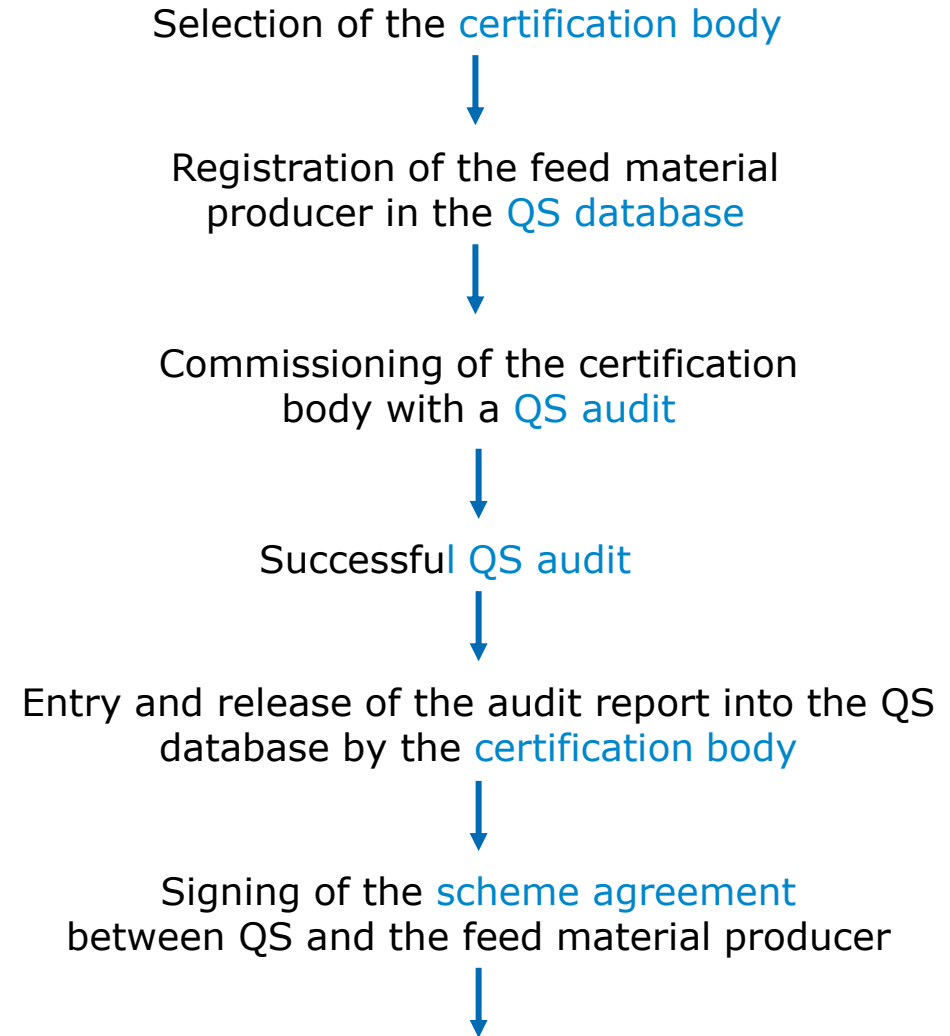 Selection of the certification body
Registration of the feed material
producer in the QS database
Commissioning of the certification
body with a QS audit
Successful QS audit
Entry and release of the audit report into the QS
database by the certification body
Signing of the scheme agreement
between QS and the feed material producer